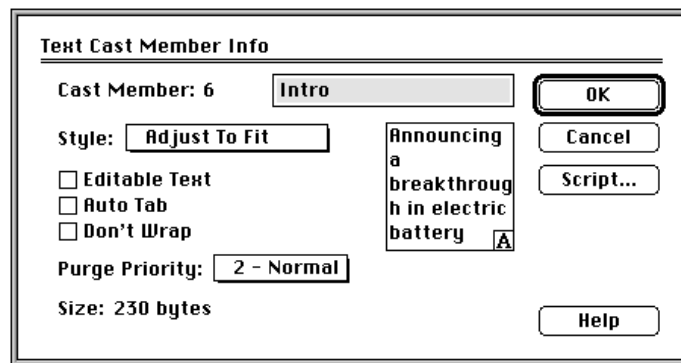 Text Cast Member Info
Cast Member: 6 Intro OK
Style: Adjust To Fit
Announcing
a
breakthroug
h in electric
battery
A
Cancel
Editable Text
Script...
Auto Tab
Don't Wrap
Purge Priority: 2 - Normal
Size: 230 bytes
Help